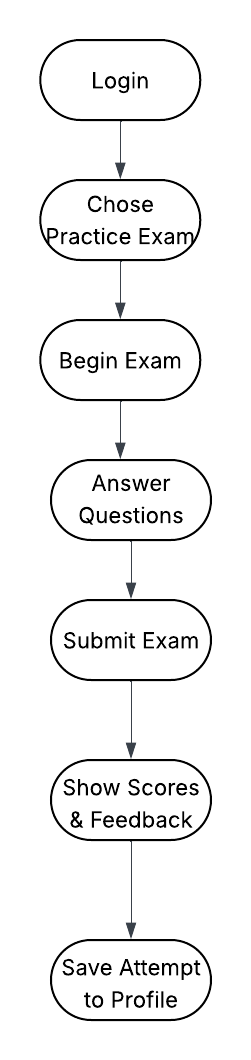 Login
Chose
Practice Exam
Begin Exam
Answer
Questions
Submit Exam
Show Scores
& Feedback
Save Attempt
to Profile